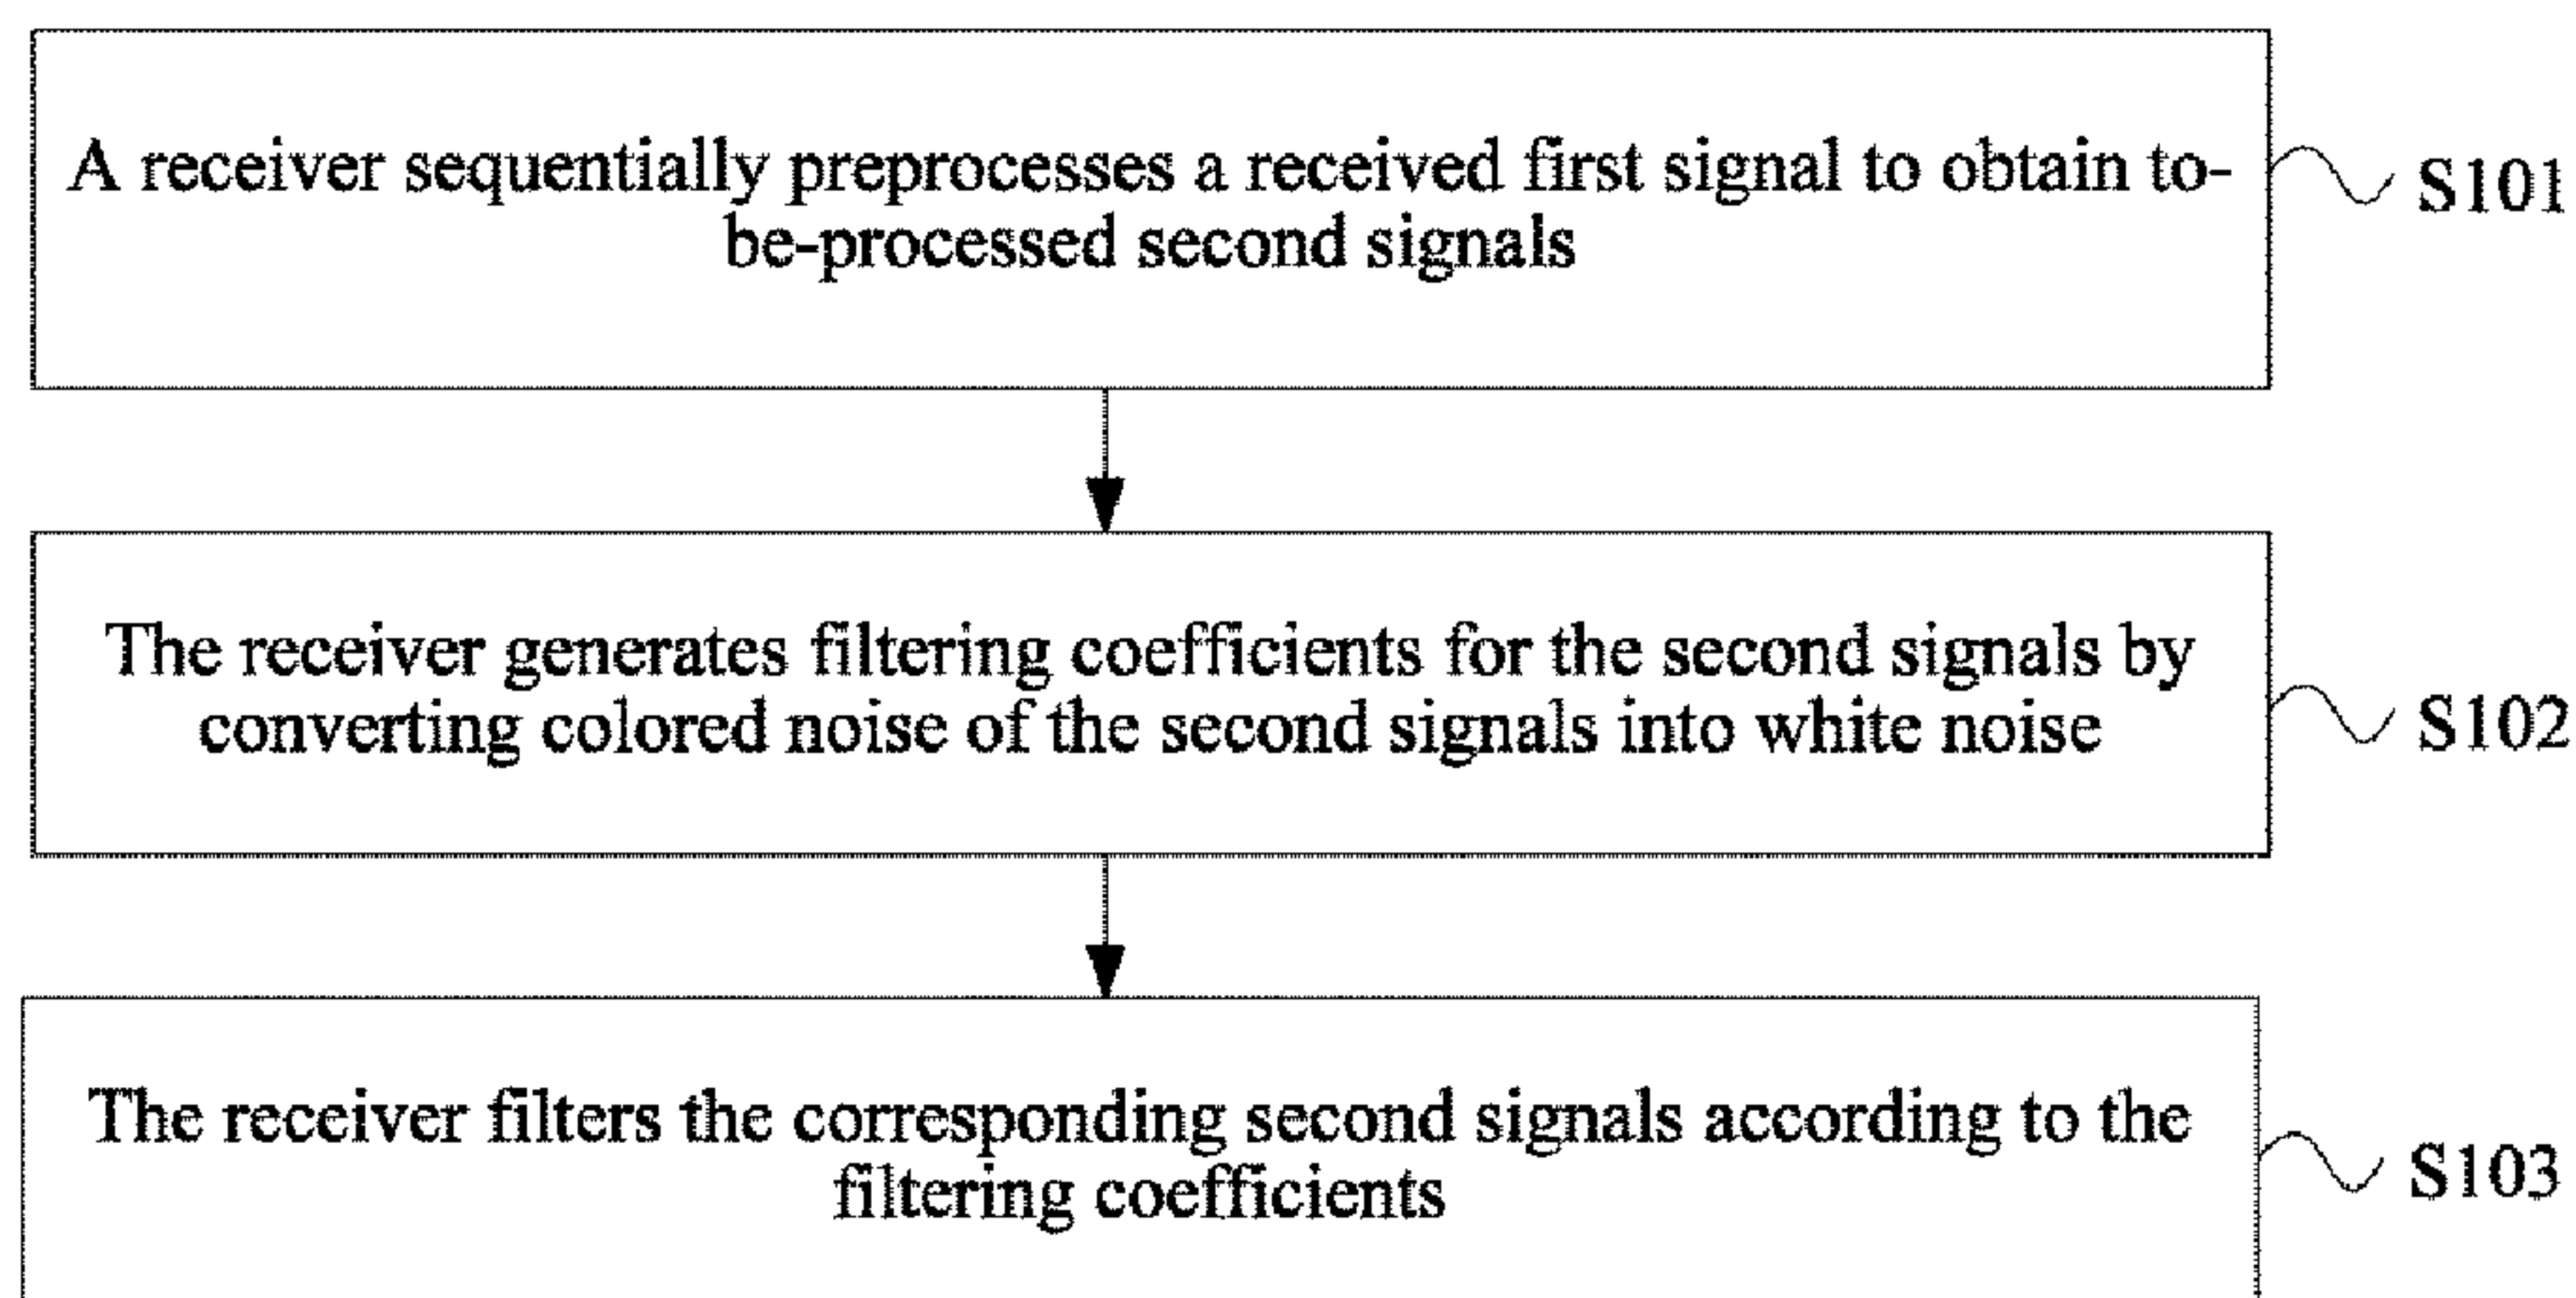 A receiver sequentially preprocesses a received first signal to obtain to-
be-processed second signals
S101
The receiver generates filtering coefficients for the second signals by
converting colored noise of the second signals into white noise
S102
The receiver filters the corresponding second signals according to the
filtering coefficients
S103